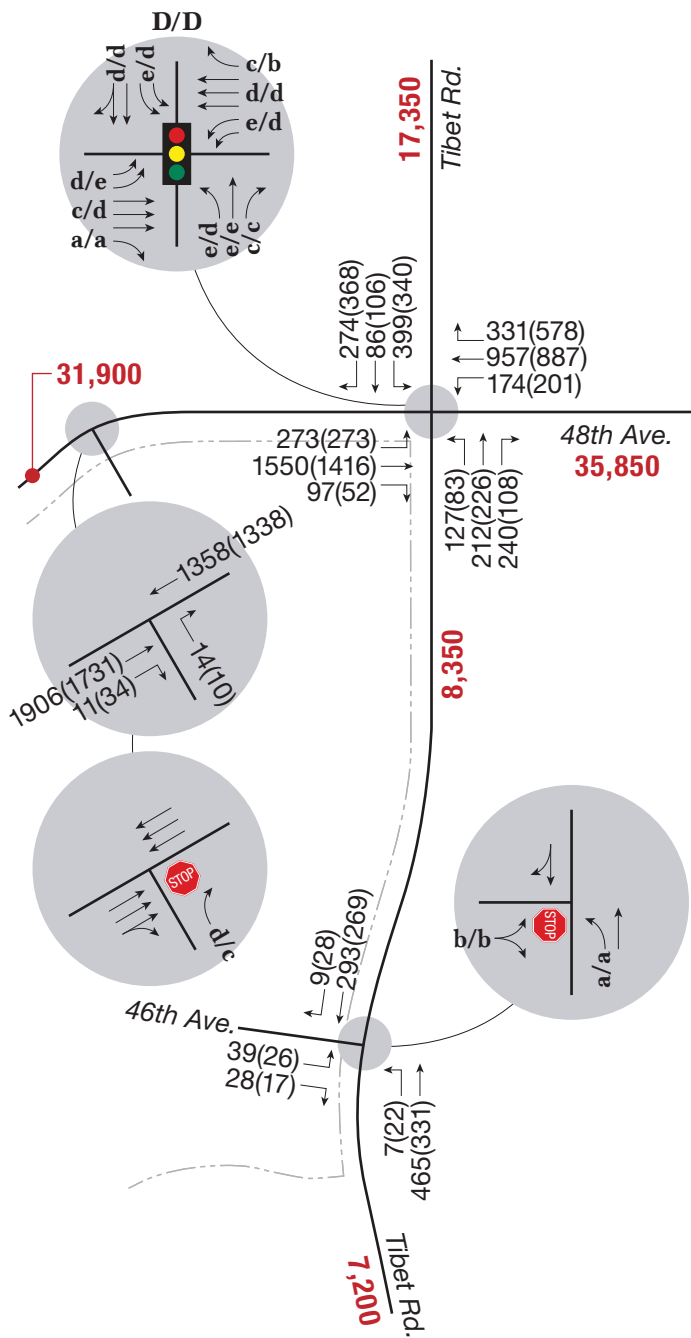 D/D
d/d
e/d
c/b
d/d
e/d
d/e
c/d
a/a
e/d
e/e
c/c
17,350
Tibet Rd.
274(368)
86(106)
399(340)
331(578)
957(887)
174(201)
31,900
48th Ave.
35,850
273(273)
1550(1416)
97(52)
127(83)
212(226)
240(108)
1358(1338)
1906(1731)
11(34)
14(10)
8,350
STOP
d/c
STOP
b/b
a/a
9(28)
293(269)
46th Ave.
39(26)
28(17)
7(22)
465(331)
7,200
Tibet Rd.